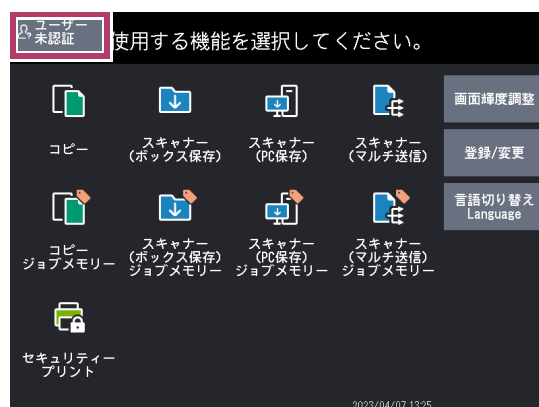 ユーザー
未認証
使用する機能を選択してください。
コピー
スキャナー
(ボックス保存)
スキャナー
(PC保存)
スキャナー
(マルチ送信)
画面輝度調整
登録/変更
言語切り替え
Language
コピー
ジョブメモリー
スキャナー
(ボックス保存)
ジョブメモリー
スキャナー
(PC保存)
ジョブメモリー
スキャナー
(マルチ送信)
ジョブメモリー
セキュリティー
プリント
2023/04/07 13:25